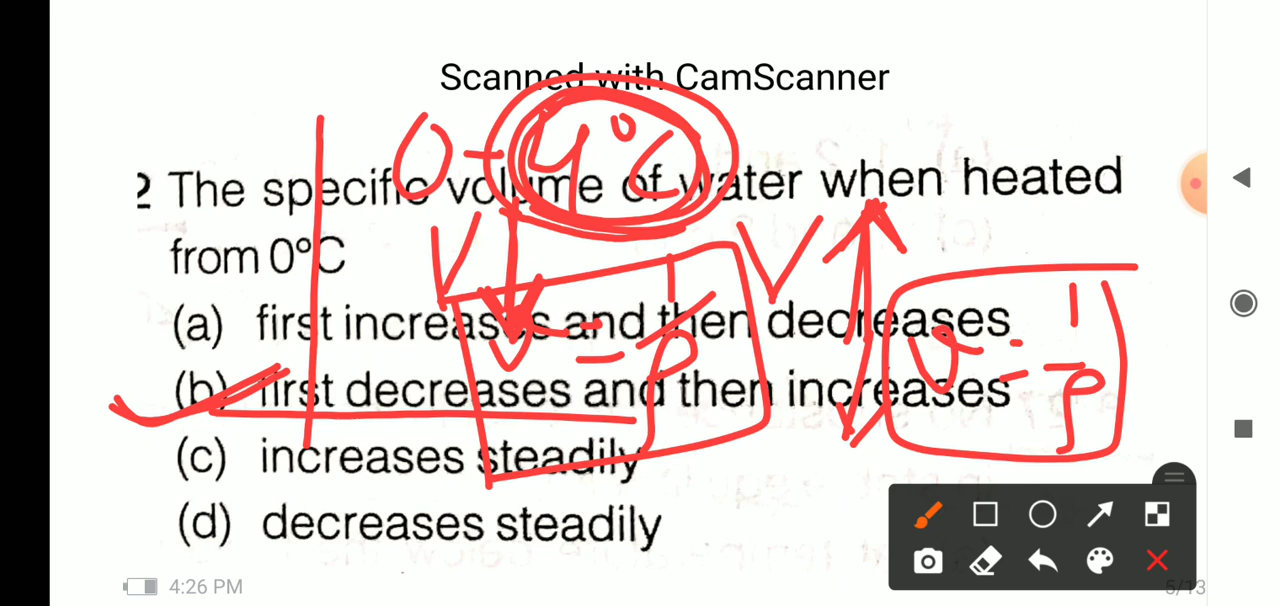 Scanned with CamScanner
0-4°C
2 The specific volume of water when heated
from 0°C
V
V
(a) first increases and then decreases
v = 1/ρ
v = 1/ρ
(b) first decreases and then increases
(c) increases steadily
(d) decreases steadily
4:26 PM
5/13